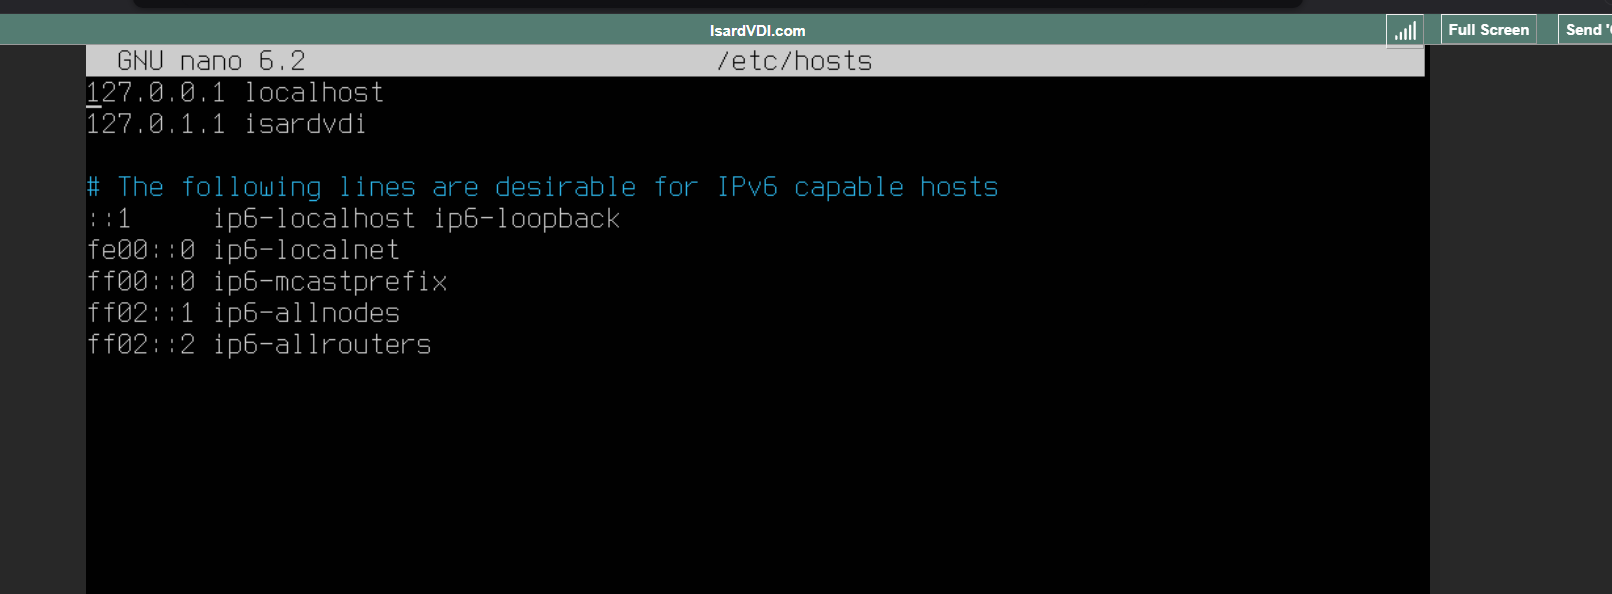 IsardVDI.com
Full Screen
Send '
GNU nano 6.2 /etc/hosts
127.0.0.1 localhost
127.0.1.1 isardvdi
# The following lines are desirable for IPv6 capable hosts
::1 ip6-localhost ip6-loopback
fe00::0 ip6-localnet
ff00::0 ip6-mcastprefix
ff02::1 ip6-allnodes
ff02::2 ip6-allrouters